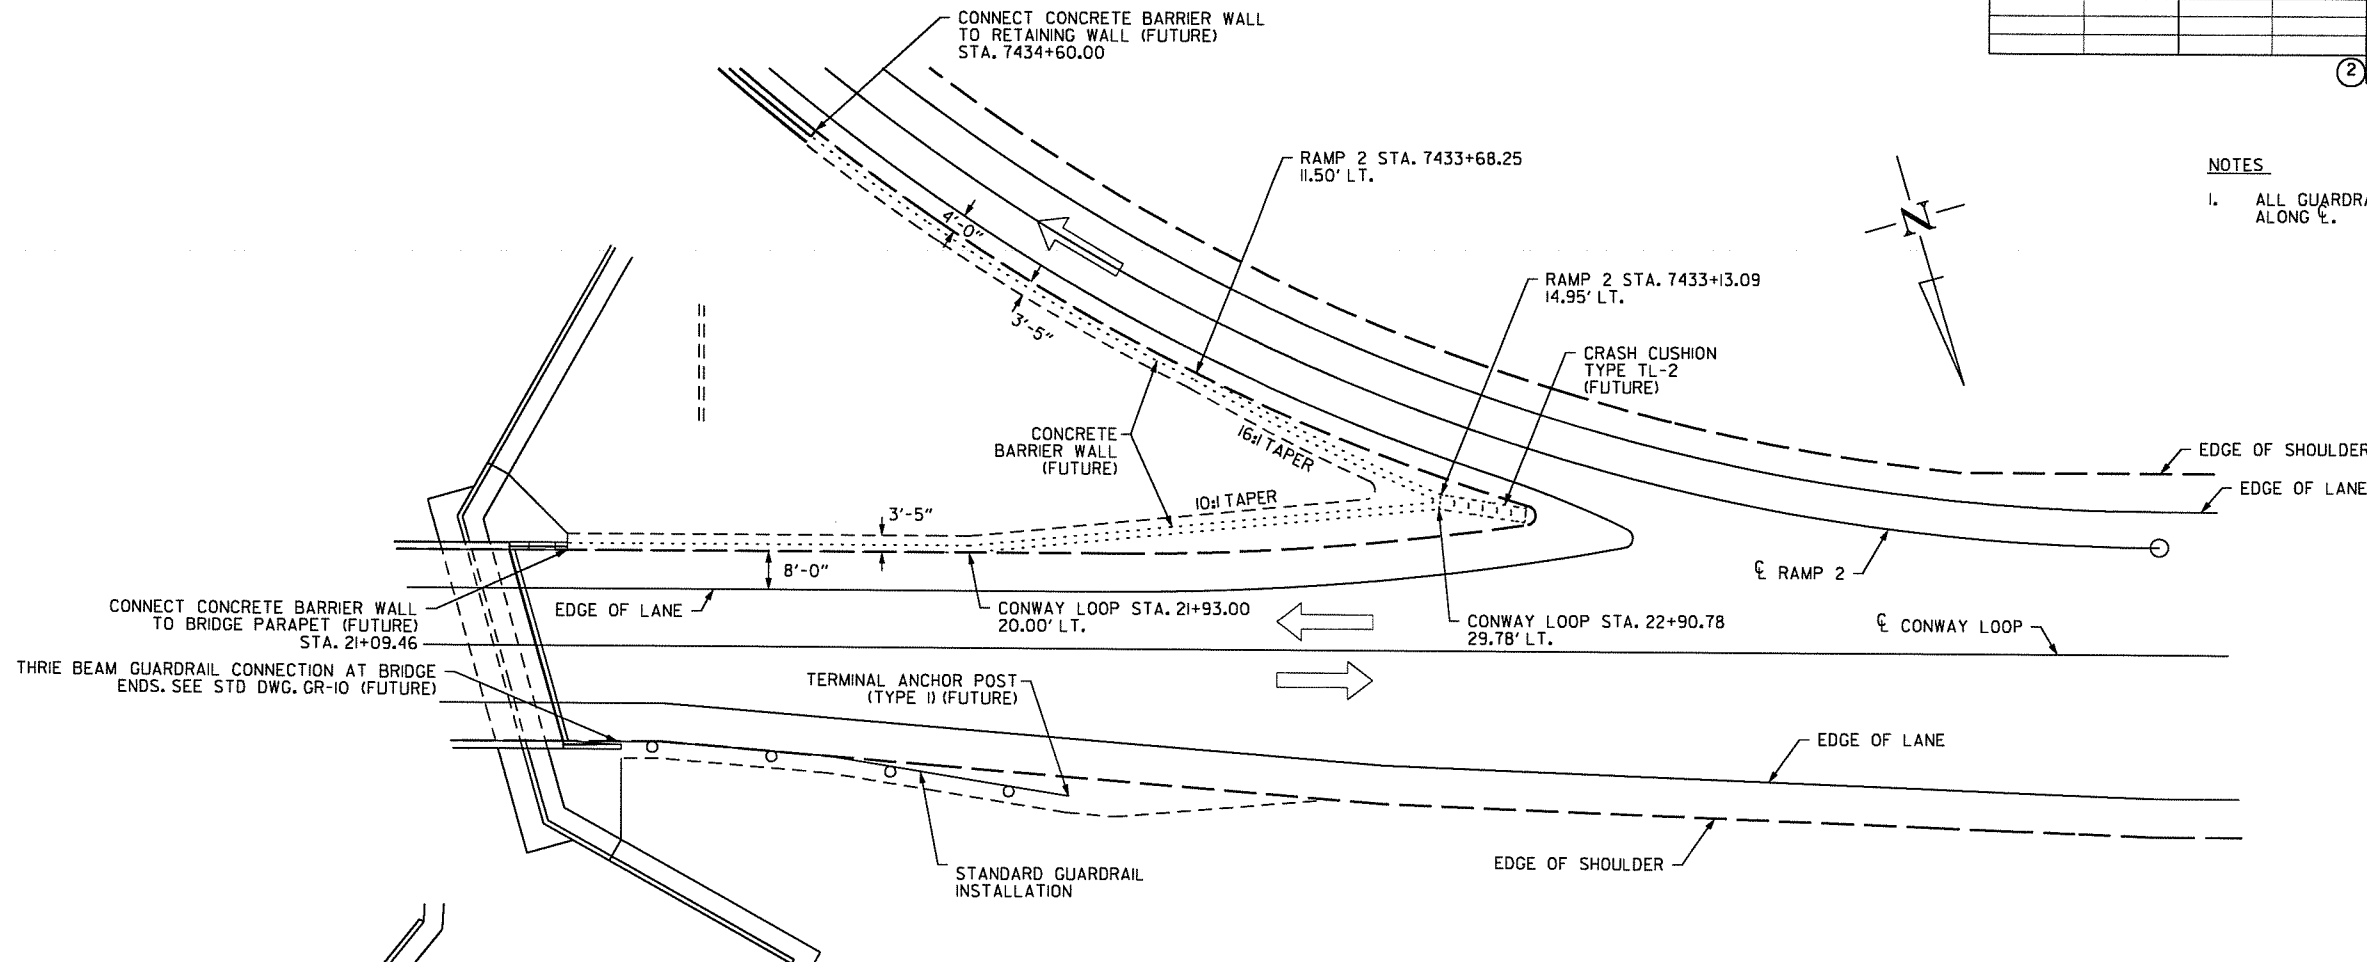 CONNECT CONCRETE BARRIER WALL
TO RETAINING WALL (FUTURE)
STA. 7434+60.00
2
RAMP 2 STA. 7433+68.25
11.50' LT.
NOTES
1. ALL GUARDRA
ALONG ℄.
N
4'-0"
3'-5"
RAMP 2 STA. 7433+13.09
14.95' LT.
CRASH CUSHION
TYPE TL-2
(FUTURE)
CONCRETE
BARRIER WALL
(FUTURE)
16:1 TAPER
10:1 TAPER
EDGE OF SHOULDER
EDGE OF LANE
3'-5"
8'-0"
℄ RAMP 2
CONNECT CONCRETE BARRIER WALL
TO BRIDGE PARAPET (FUTURE)
STA. 21+09.46
EDGE OF LANE
CONWAY LOOP STA. 21+93.00
20.00' LT.
CONWAY LOOP STA. 22+90.78
29.78' LT.
℄ CONWAY LOOP
THRIE BEAM GUARDRAIL CONNECTION AT BRIDGE
ENDS. SEE STD DWG. GR-10 (FUTURE)
TERMINAL ANCHOR POST
(TYPE 1) (FUTURE)
EDGE OF LANE
STANDARD GUARDRAIL
INSTALLATION
EDGE OF SHOULDER